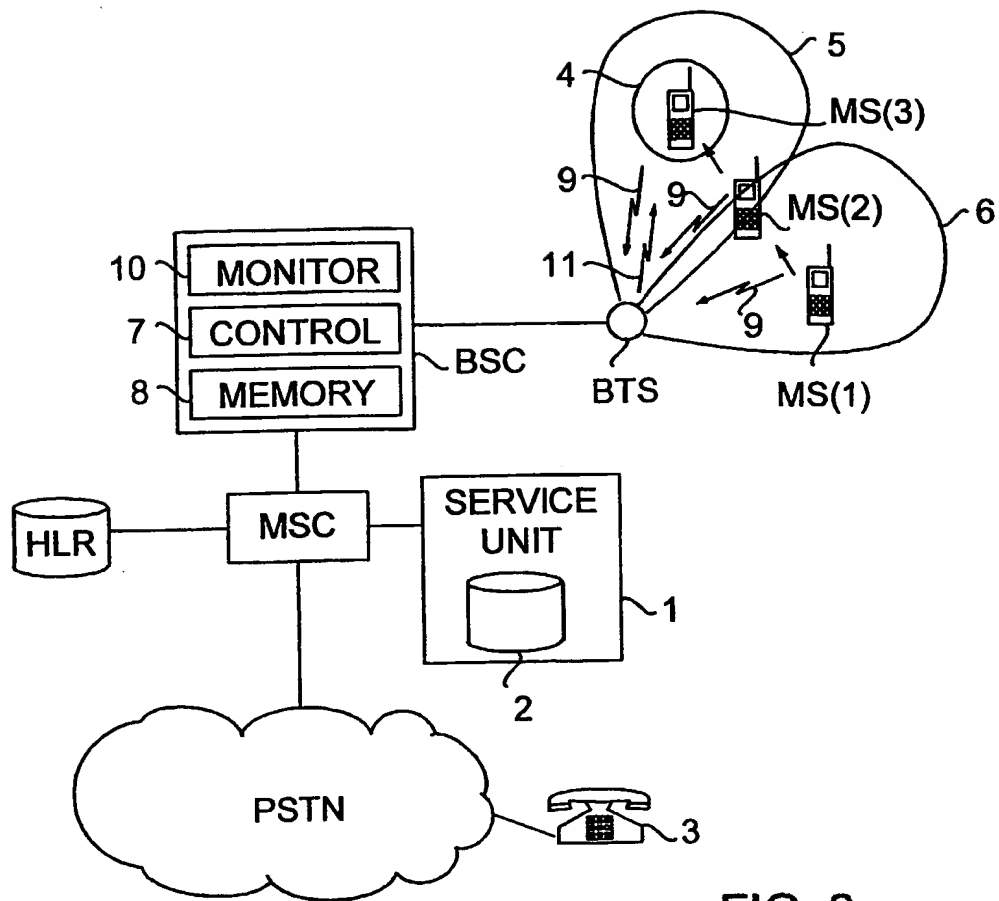 5
4
MS(3)
9
9
MS(2)
6
10
MONITOR
11
7
CONTROL
9
BSC
8
MEMORY
BTS
MS(1)
HLR
MSC
SERVICE
UNIT
1
2
PSTN
3